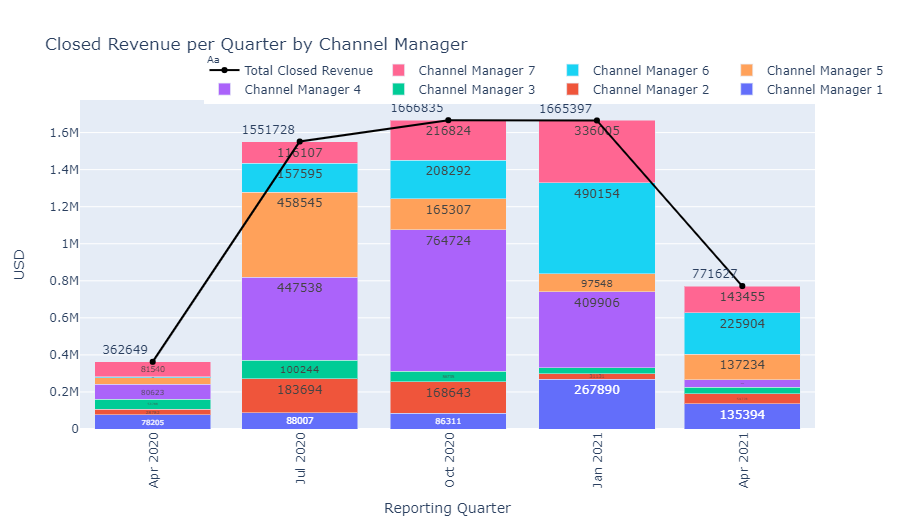 Closed Revenue per Quarter by Channel Manager
Aa
Total Closed Revenue Channel Manager 7 Channel Manager 6 Channel Manager 5
Channel Manager 4 Channel Manager 3 Channel Manager 2 Channel Manager 1
1666835 1665397
1.6M 216824 336005
1551728
116107
1.4M 157595 208292 490154
458545 165307 
1.2M
764724
1M
USD
0.8M 97548 771627
447538 409906 143455
0.6M 225904
0.4M 362649 137234
81540 100244
0.2M 90623 183694 168643 267890
78205 88007 86311 135394
0
Apr 2020 Jul 2020 Oct 2020 Jan 2021 Apr 2021
Reporting Quarter